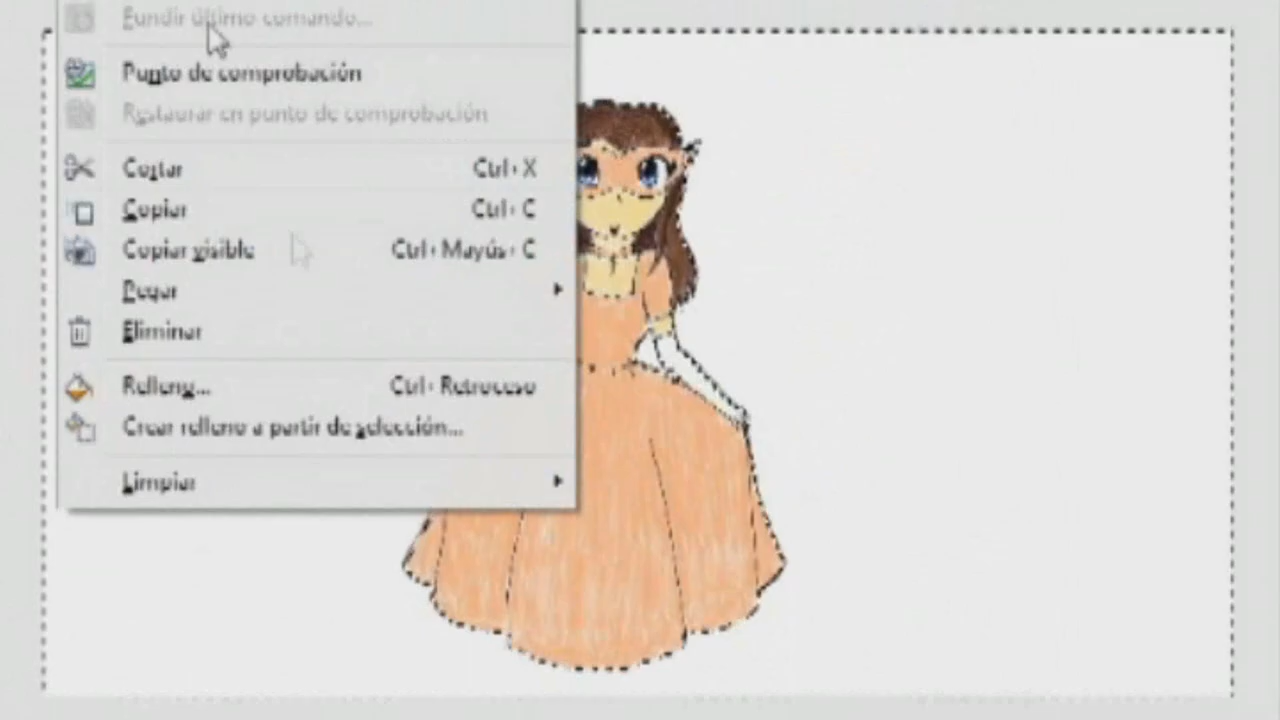 Fundir último comando...
Punto de comprobación
Restaurar en punto de comprobación
Cortar Ctrl+X
Copiar Ctrl+C
Copiar visible Ctrl+Mayús+C
Pegar
Eliminar
Relleno... Ctrl+Retroceso
Crear relleno a partir de selección...
Limpiar